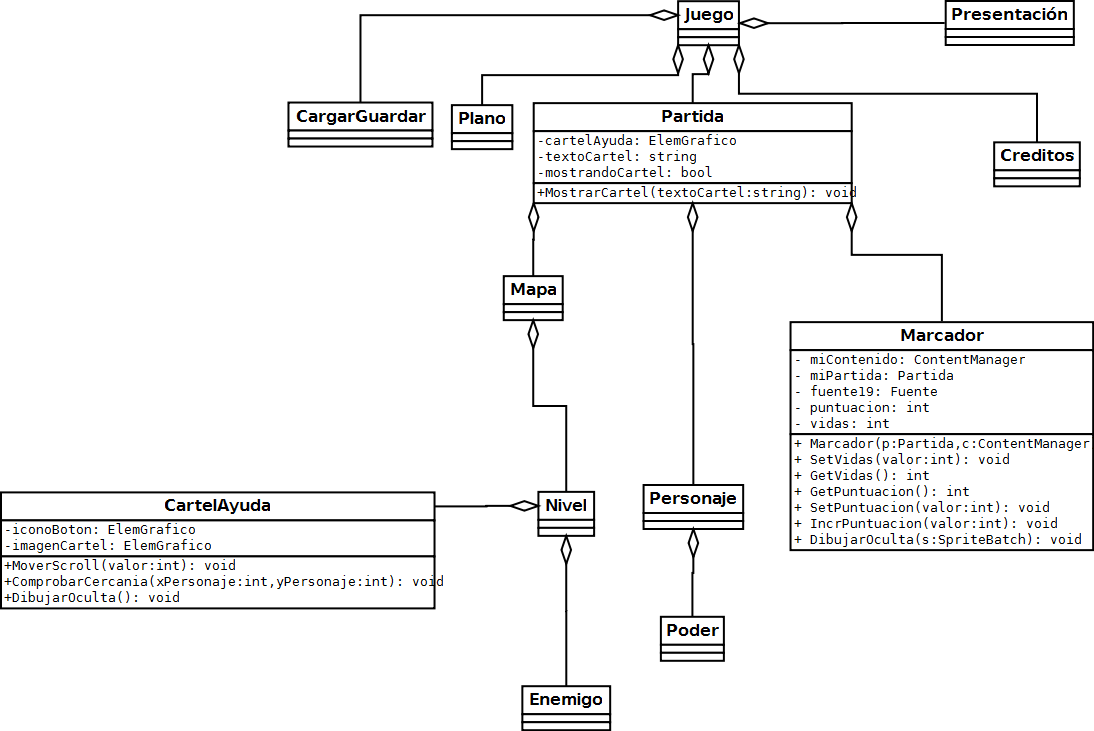 Juego
Presentación
CargarGuardar
Plano
Partida
-cartelAyuda: ElemGrafico
-textoCartel: string
-mostrandoCartel: bool
+MostrarCartel(textoCartel:string): void
Creditos
Mapa
Marcador
- miContenido: ContentManager
- miPartida: Partida
- fuente19: Fuente
- puntuacion: int
- vidas: int
+ Marcador(p:Partida,c:ContentManager
+ SetVidas(valor:int): void
+ GetVidas(): int
+ GetPuntuacion(): int
+ SetPuntuacion(valor:int): void
+ IncrPuntuacion(valor:int): void
+ DibujarOculta(s:SpriteBatch): void
CartelAyuda
-iconoBoton: ElemGrafico
-imagenCartel: ElemGrafico
+MoverScroll(valor:int): void
+ComprobarCercania(xPersonaje:int,yPersonaje:int): void
+DibujarOculta(): void
Nivel
Personaje
Poder
Enemigo